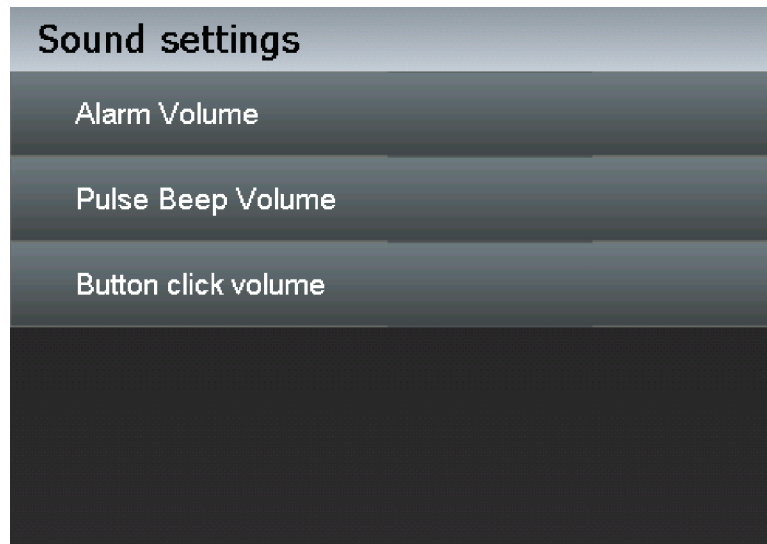 Sound settings
Alarm Volume
Pulse Beep Volume
Button click volume